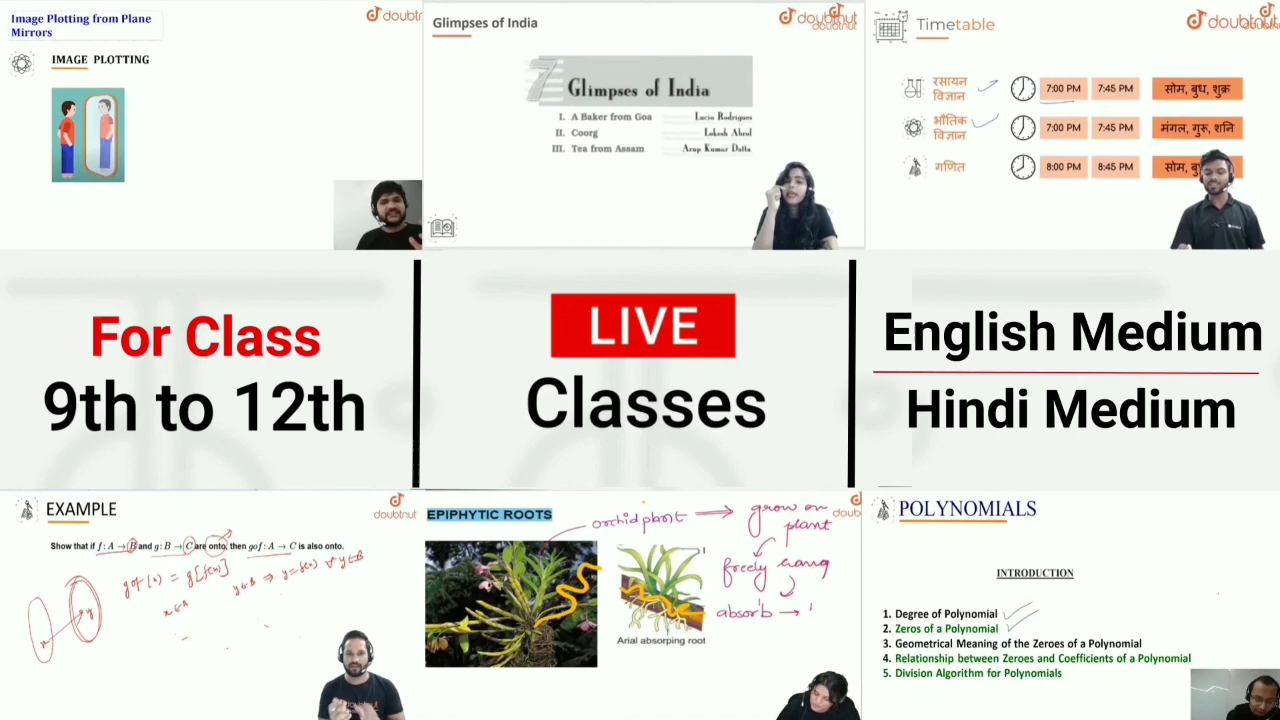 Image Plotting from Plane
Mirrors
IMAGE PLOTTING
Glimpses of India
doubtnut
doubtnut
7 Glimpses of India
I. A Baker from Goa Lucio Rodrigues
II. Coorg Lokesh Abrol
III. Tea from Assam Arup Kumar Datta
Timetable
doubtnut
रसायन
विज्ञान
7:00 PM 7:45 PM सोम, बुध, शुक्र
भौतिक
विज्ञान
7:00 PM 7:45 PM मंगल, गुरु, शनि
गणित 8:00 PM 8:45 PM सोम,
For Class
9th to 12th
LIVE
Classes
English Medium
Hindi Medium
EXAMPLE
doubtnut
Show that if f : A → B and g: B → C are onto, then gof : A → C is also onto.
gof(x) = g[f(x)]
x ∈ A
y ∈ B ⇒ y = f(x) ∀ y ∈ B
x
y
EPIPHYTIC ROOTS
orchid plant ⟹ grow on
plant
freely hang
absorb →
Arial absorping root
POLYNOMIALS
INTRODUCTION
1. Degree of Polynomial
2. Zeros of a Polynomial
3. Geometrical Meaning of the Zeroes of a Polynomial
4. Relationship between Zeroes and Coefficients of a Polynomial
5. Division Algorithm for Polynomials